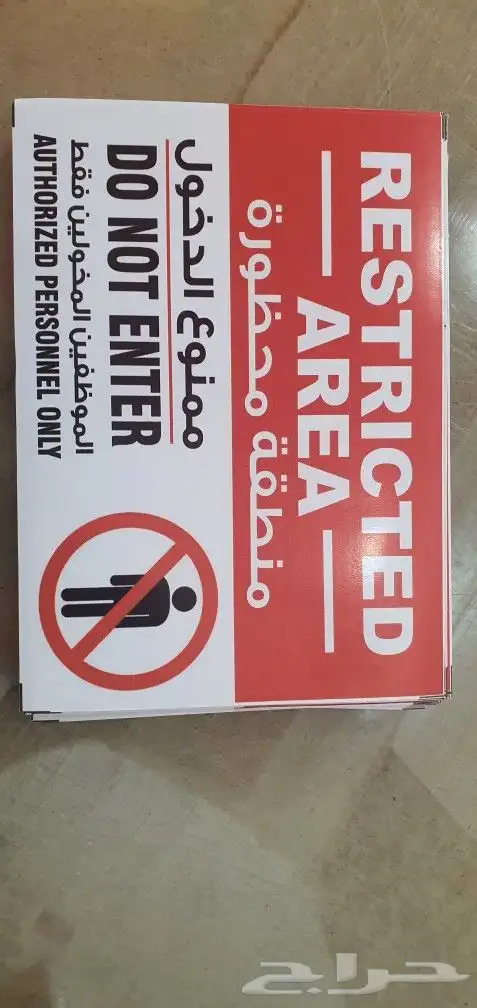 RESTRICTED
AREA
منطقة محظورة
ممنوع الدخول
DO NOT ENTER
الموظفين المخولين فقط
AUTHORIZED PERSONNEL ONLY
حراج